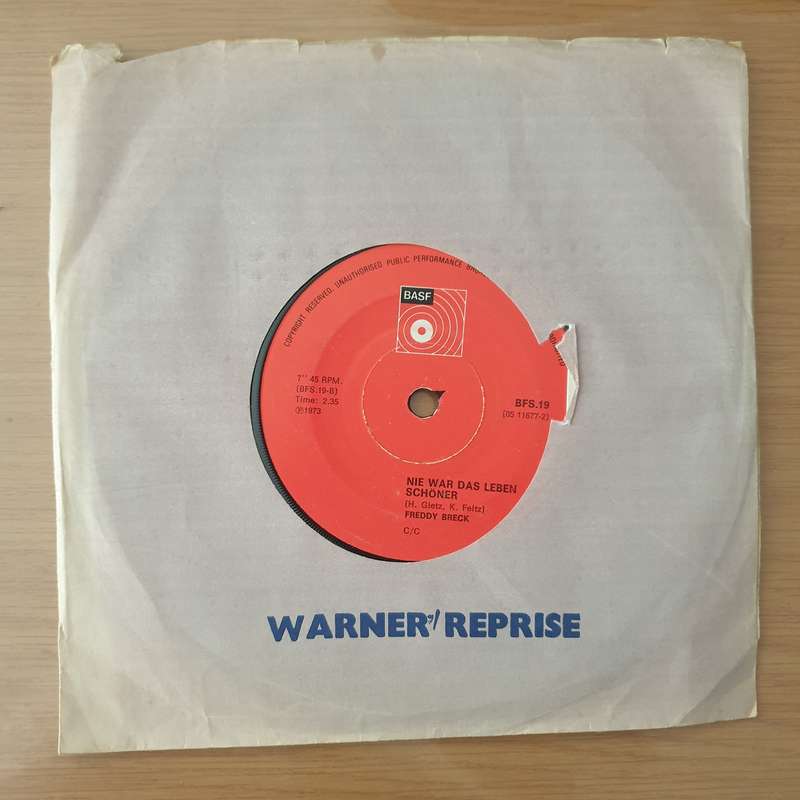 COPYRIGHT RESERVED, UNAUTHORISED PUBLIC PERFORMANCE
BASF
7" 45 RPM.
[BFS.19-B]
Time: 2.35
Ⓟ1973
BFS.19
[05 11677-2]
NIE WAR DAS LEBEN
SCHÖNER
[H. Gietz, K. Feltz]
FREDDY BRECK
C/C
WARNER/REPRISE